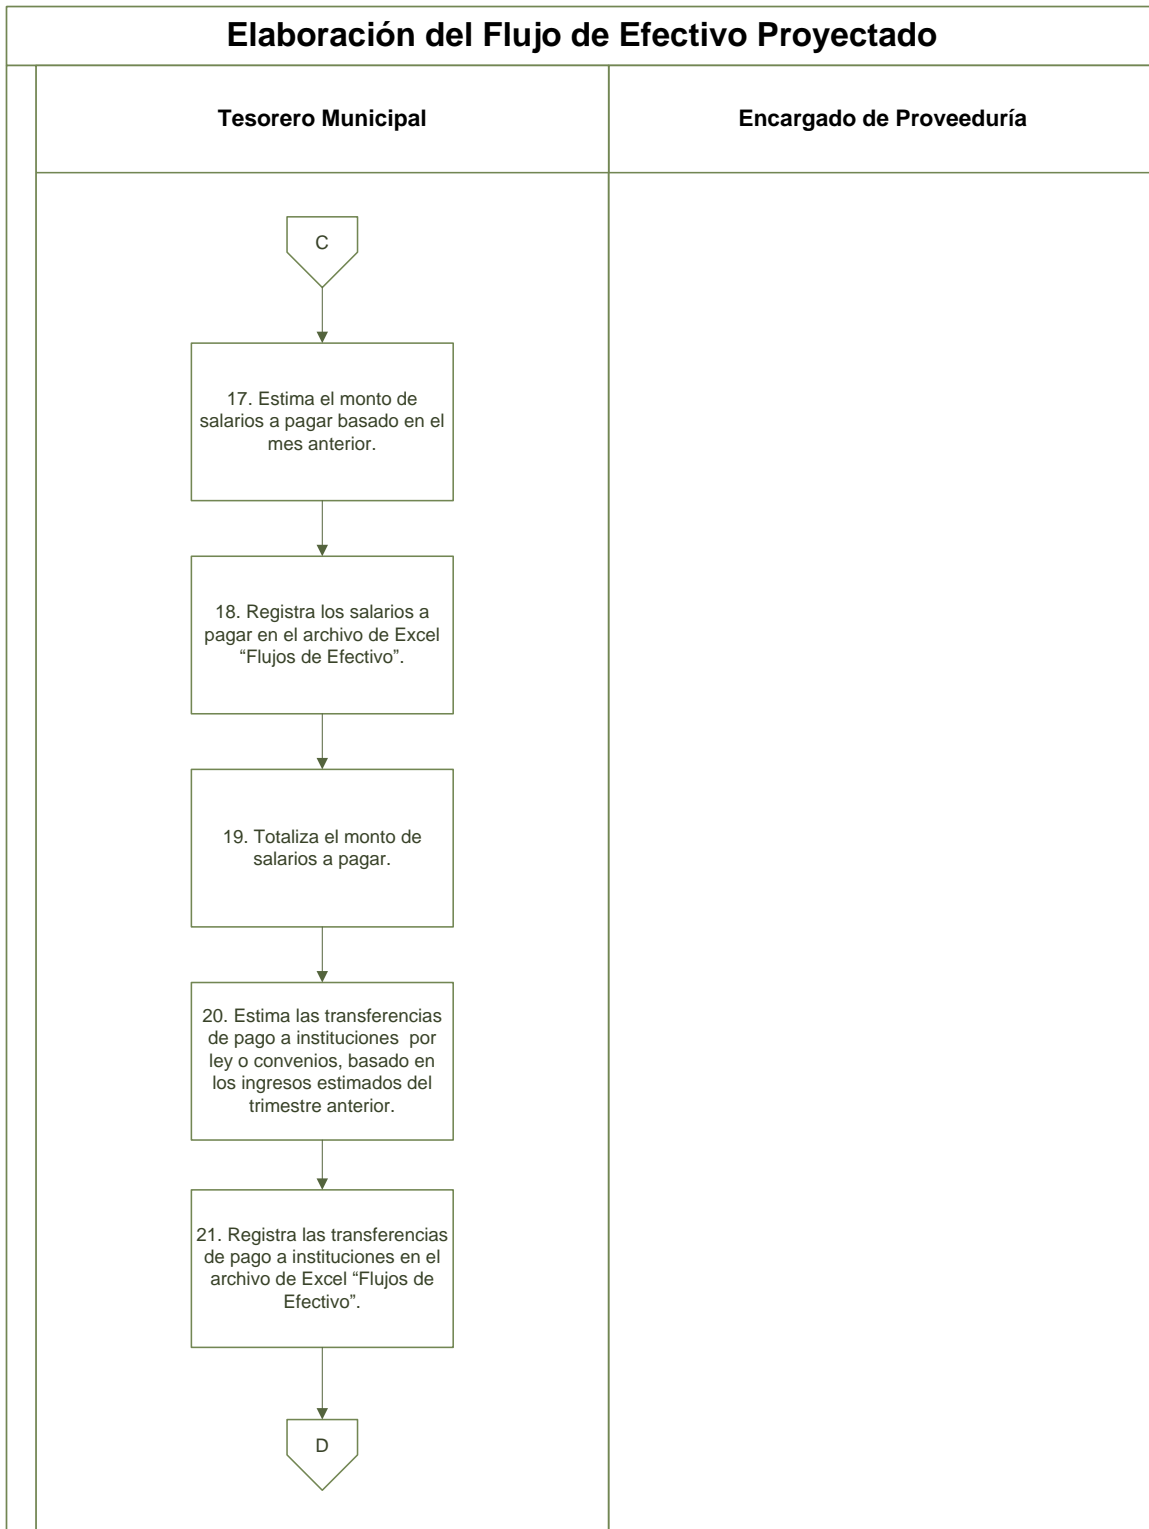 Elaboración del Flujo de Efectivo Proyectado
Tesorero Municipal
Encargado de Proveeduría
C
17. Estima el monto de
salarios a pagar basado en el
mes anterior.
18. Registra los salarios a
pagar en el archivo de Excel
“Flujos de Efectivo”.
19. Totaliza el monto de
salarios a pagar.
20. Estima las transferencias
de pago a instituciones  por
ley o convenios, basado en
los ingresos estimados del
trimestre anterior.
21. Registra las transferencias
de pago a instituciones en el
archivo de Excel “Flujos de
Efectivo”.
D